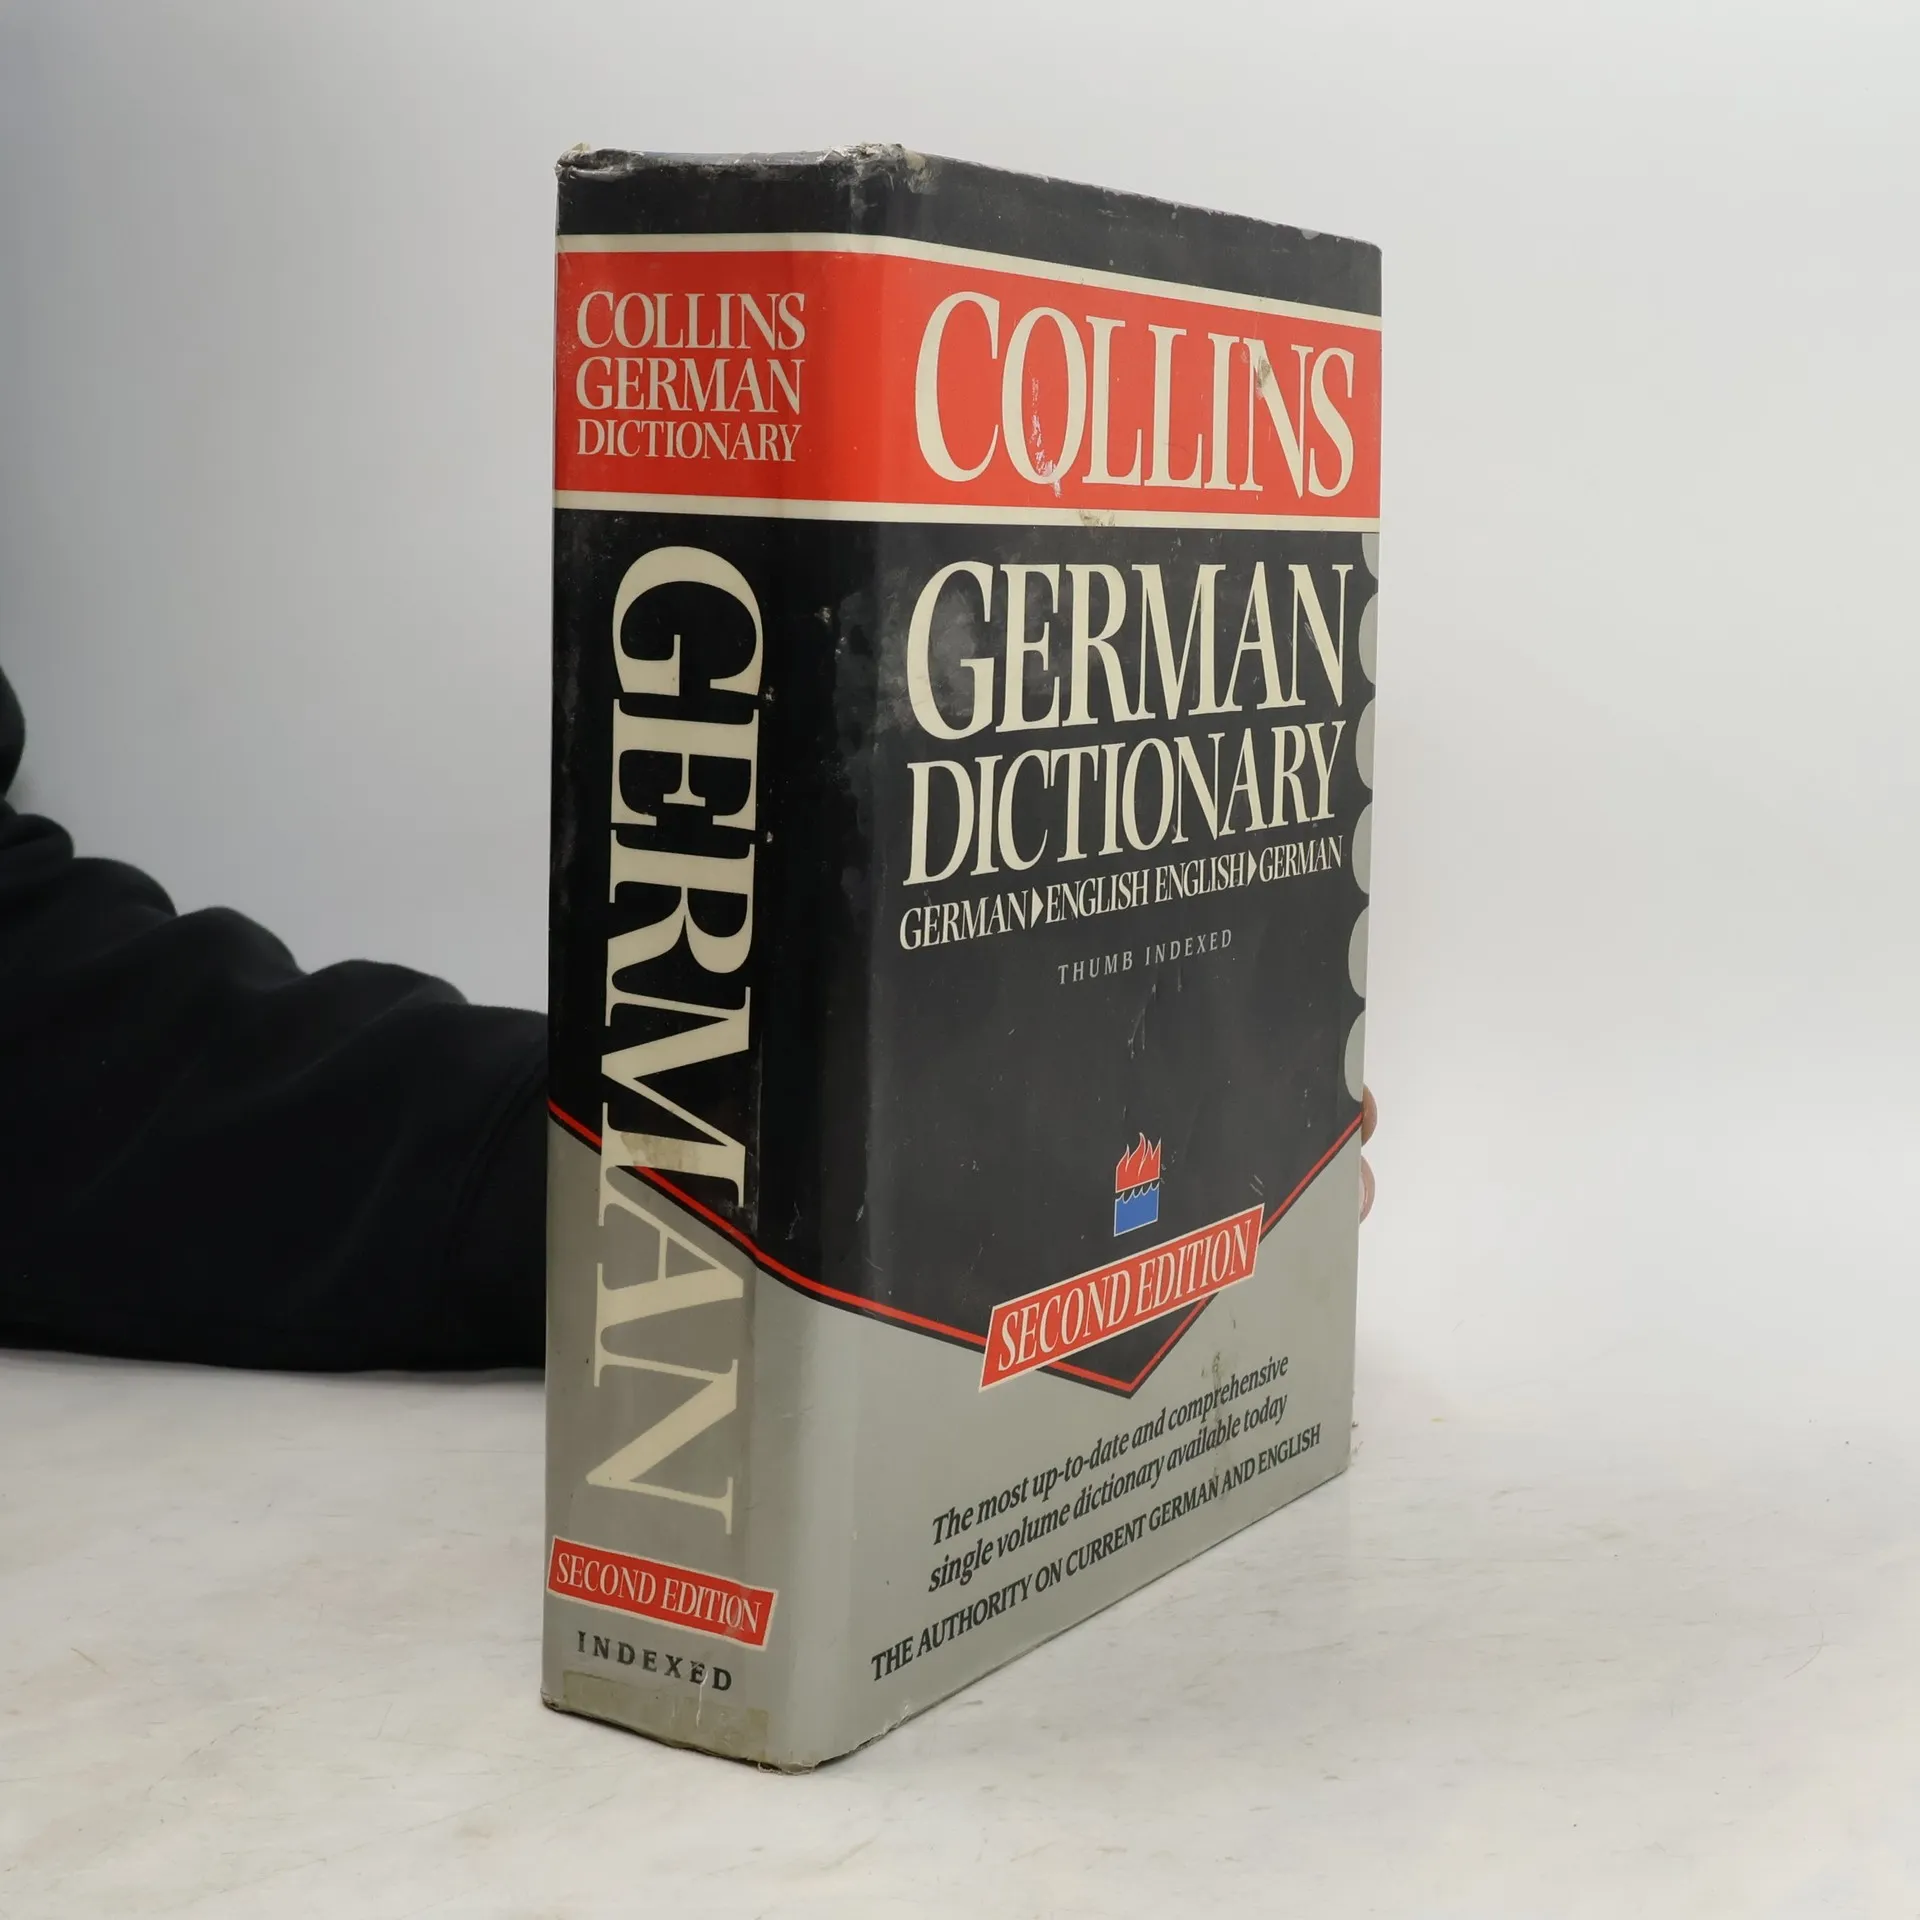 COLLINS
GERMAN
DICTIONARY
GERMAN
SECOND EDITION
INDEXED
COLLINS
GERMAN
DICTIONARY
GERMAN▶ENGLISH ENGLISH▶GERMAN
THUMB INDEXED
SECOND EDITION
The most up-to-date and comprehensive
single volume dictionary available today
THE AUTHORITY ON CURRENT GERMAN AND ENGLISH